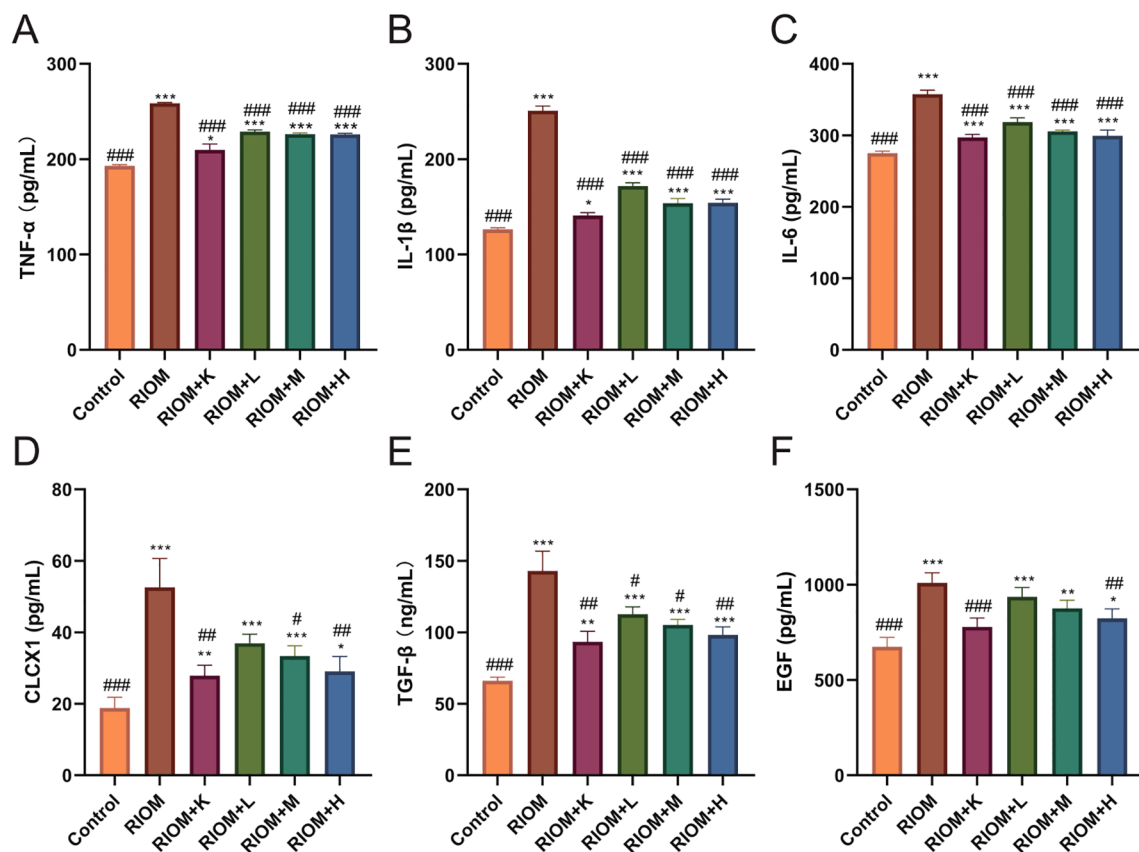 A
TNF-α (pg/mL)
300
200
100
0
***
###
###
*
###
***
###
***
###
***
Control
RIOM
RIOM+K
RIOM+L
RIOM+M
RIOM+H
B
IL-1β (pg/mL)
300
200
100
0
***
###
###
*
###
***
###
***
###
***
Control
RIOM
RIOM+K
RIOM+L
RIOM+M
RIOM+H
C
IL-6 (pg/mL)
400
300
200
100
0
***
###
###
***
###
***
###
***
###
***
Control
RIOM
RIOM+K
RIOM+L
RIOM+M
RIOM+H
D
CLCX1 (pg/mL)
80
60
40
20
0
###
***
##
**
***
#
***
##
*
Control
RIOM
RIOM+K
RIOM+L
RIOM+M
RIOM+H
E
TGF-β (ng/mL)
200
150
100
50
0
###
***
##
**
#
***
#
***
##
***
Control
RIOM
RIOM+K
RIOM+L
RIOM+M
RIOM+H
F
EGF (pg/mL)
1500
1000
500
0
###
***
###
***
**
##
*
Control
RIOM
RIOM+K
RIOM+L
RIOM+M
RIOM+H